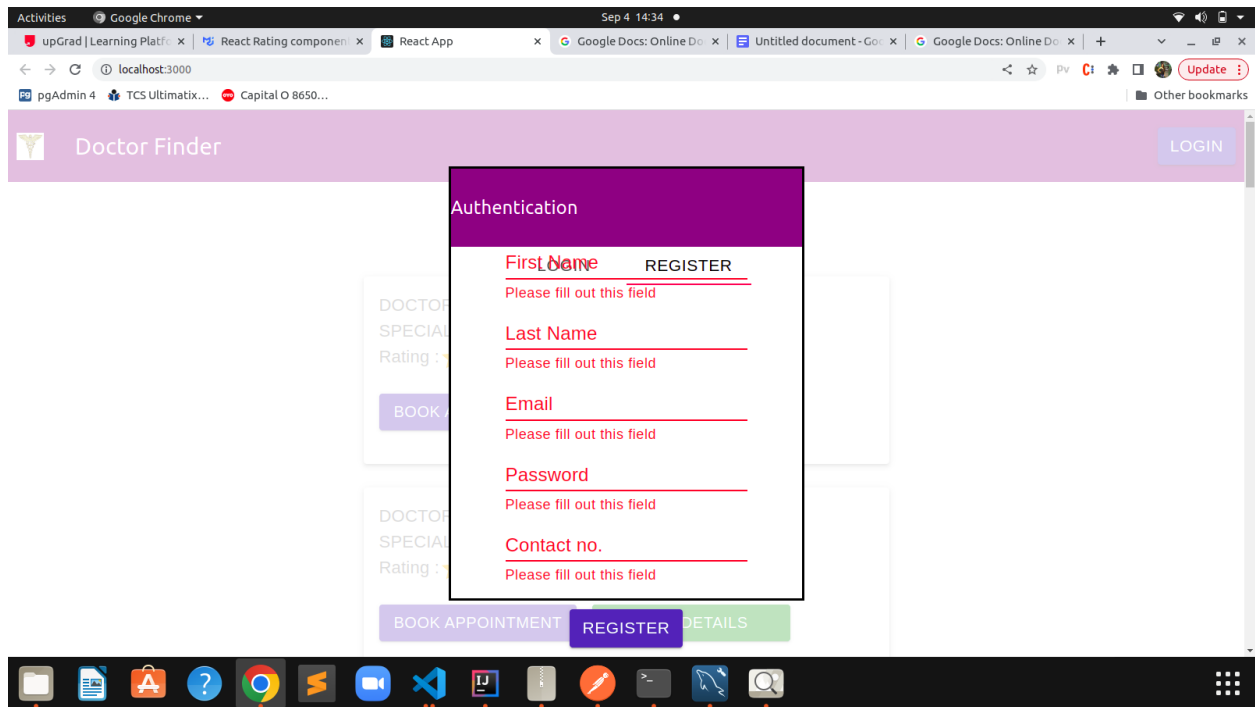 Activities Google Chrome Sep 4 14:34
upGrad | Learning Platfo React Rating component React App Google Docs: Online Do Untitled document - Goo Google Docs: Online Do
localhost:3000 Pv Update
pgAdmin 4 TCS Ultimatix... Capital O 8650... Other bookmarks
Doctor Finder LOGIN
Authentication
LOGIN REGISTER
First Name
Please fill out this field
Last Name
Please fill out this field
Email
Please fill out this field
Password
Please fill out this field
Contact no.
Please fill out this field
REGISTER
DOCTOR
SPECIAL
Rating :
BOOK A
DOCTOR
SPECIAL
Rating :
BOOK APPOINTMENT DETAILS